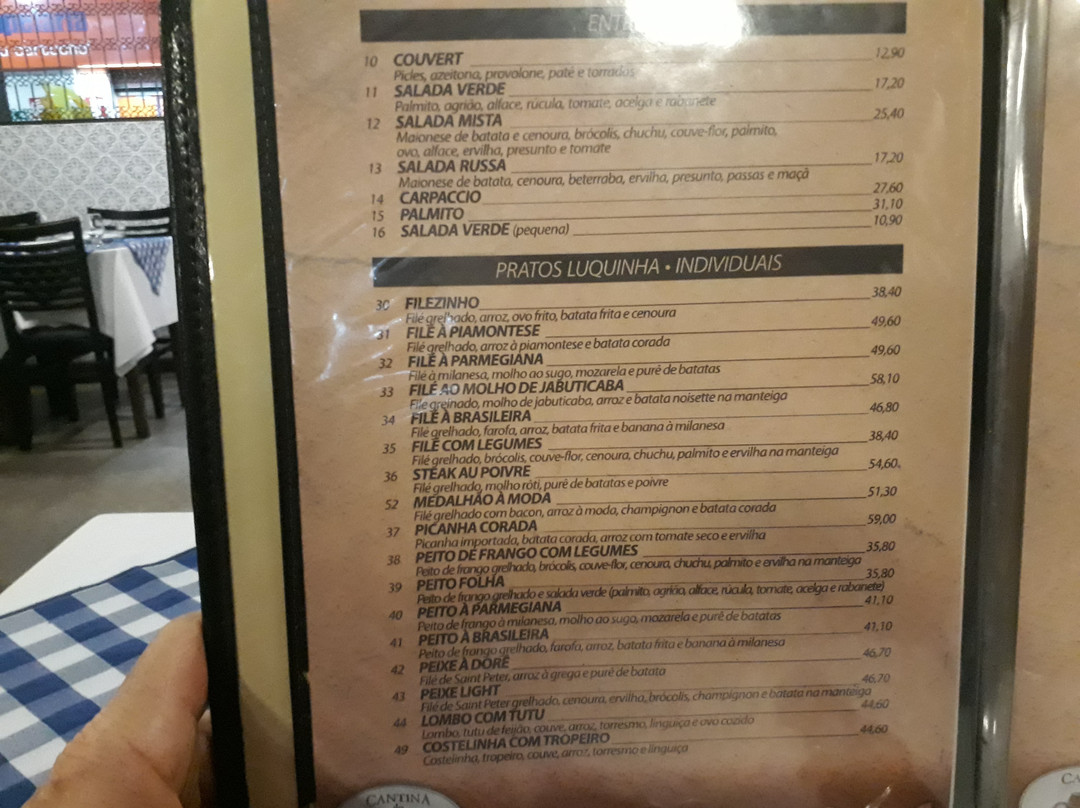 ENT
10 COUVERT 12,90
Picles, azeitona, provolone, patê e torradas
11 SALADA VERDE 17,20
Palmito, agrião, alface, rúcula, tomate, acelga e rabanete
12 SALADA MISTA 25,40
Maionese de batata e cenoura, brócolis, chuchu, couve-flor, palmito,
ovo, alface, ervilha, presunto e tomate
13 SALADA RUSSA 17,20
Maionese de batata, cenoura, beterraba, ervilha, presunto, passas e maçã
14 CARPACCIO 27,60
15 PALMITO 31,10
16 SALADA VERDE (pequena) 10,90
PRATOS LUQUINHA • INDIVIDUAIS
30 FILEZINHO 38,40
Filé grelhado, arroz, ovo frito, batata frita e cenoura
31 FILÉ À PIAMONTESE 49,60
Filé grelhado, arroz à piamontese e batata corada
32 FILÉ À PARMEGIANA 49,60
Filé à milanesa, molho ao sugo, mozarela e purê de batatas
33 FILÉ AO MOLHO DE JABUTICABA 58,10
Filé grelhado, molho de jabuticaba, arroz e batata noisette na manteiga
34 FILÉ À BRASILEIRA 46,80
Filé grelhado, farofa, arroz, batata frita e banana à milanesa
35 FILÉ COM LEGUMES 38,40
Filé grelhado, brócolis, couve-flor, cenoura, chuchu, palmito e ervilha na manteiga
36 STEAK AU POIVRE 54,60
Filé grelhado, molho rôti, purê de batatas e poivre
52 MEDALHÃO À MODA 51,30
Filé grelhado com bacon, arroz à moda, champignon e batata corada
37 PICANHA CORADA 59,00
Picanha importada, batata corada, arroz com tomate seco e ervilha
38 PEITO DE FRANGO COM LEGUMES 35,80
Peito de frango grelhado, brócolis, couve-flor, cenoura, chuchu, palmito e ervilha na manteiga
39 PEITO FOLHA 35,80
Peito de frango grelhado e salada verde (palmito, agrião, alface, rúcula, tomate, acelga e rabanete)
40 PEITO À PARMEGIANA 41,10
Peito de frango à milanesa, molho ao sugo, mozarela e purê de batatas
41 PEITO À BRASILEIRA 41,10
Peito de frango grelhado, farofa, arroz, batata frita e banana à milanesa
42 PEIXE À DORÊ 46,70
Filé de Saint Peter, arroz à grega e purê de batata
43 PEIXE LIGHT 46,70
Filé de Saint Peter grelhado, cenoura, ervilha, brócolis, champignon e batata na manteiga
44 LOMBO COM TUTU 44,60
Lombo, tutu de feijão, couve, arroz, torresmo, linguiça e ovo cozido
49 COSTELINHA COM TROPEIRO 44,60
Costelinha, tropeiro, couve, arroz, torresmo e linguiça
CANTINA
CA